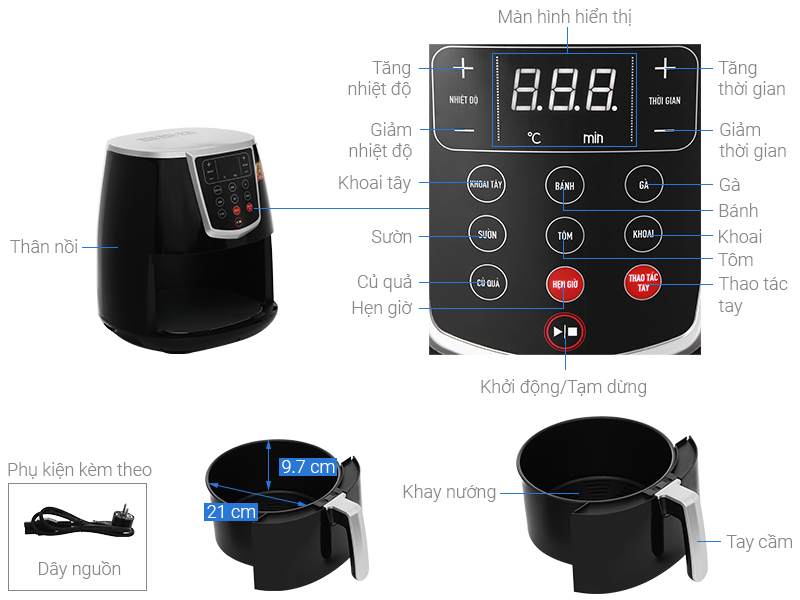 Màn hình hiển thị
Tăng
nhiệt độ
Giảm
nhiệt độ
Khoai tây
Sườn
Củ quả
Hẹn giờ
NHIỆT ĐỘ
8.8.8.
°C
min
THỜI GIAN
KHOAI TÂY
BÁNH
GÀ
SƯỜN
TÔM
KHOAI
CỦ QUẢ
HẸN GIỜ
THAO TÁC
TAY
Tăng
thời gian
Giảm
thời gian
Gà
Bánh
Khoai
Tôm
Thao tác
tay
Khởi động/Tạm dừng
Thân nồi
Phụ kiện kèm theo
Dây nguồn
9.7 cm
21 cm
Khay nướng
Tay cầm